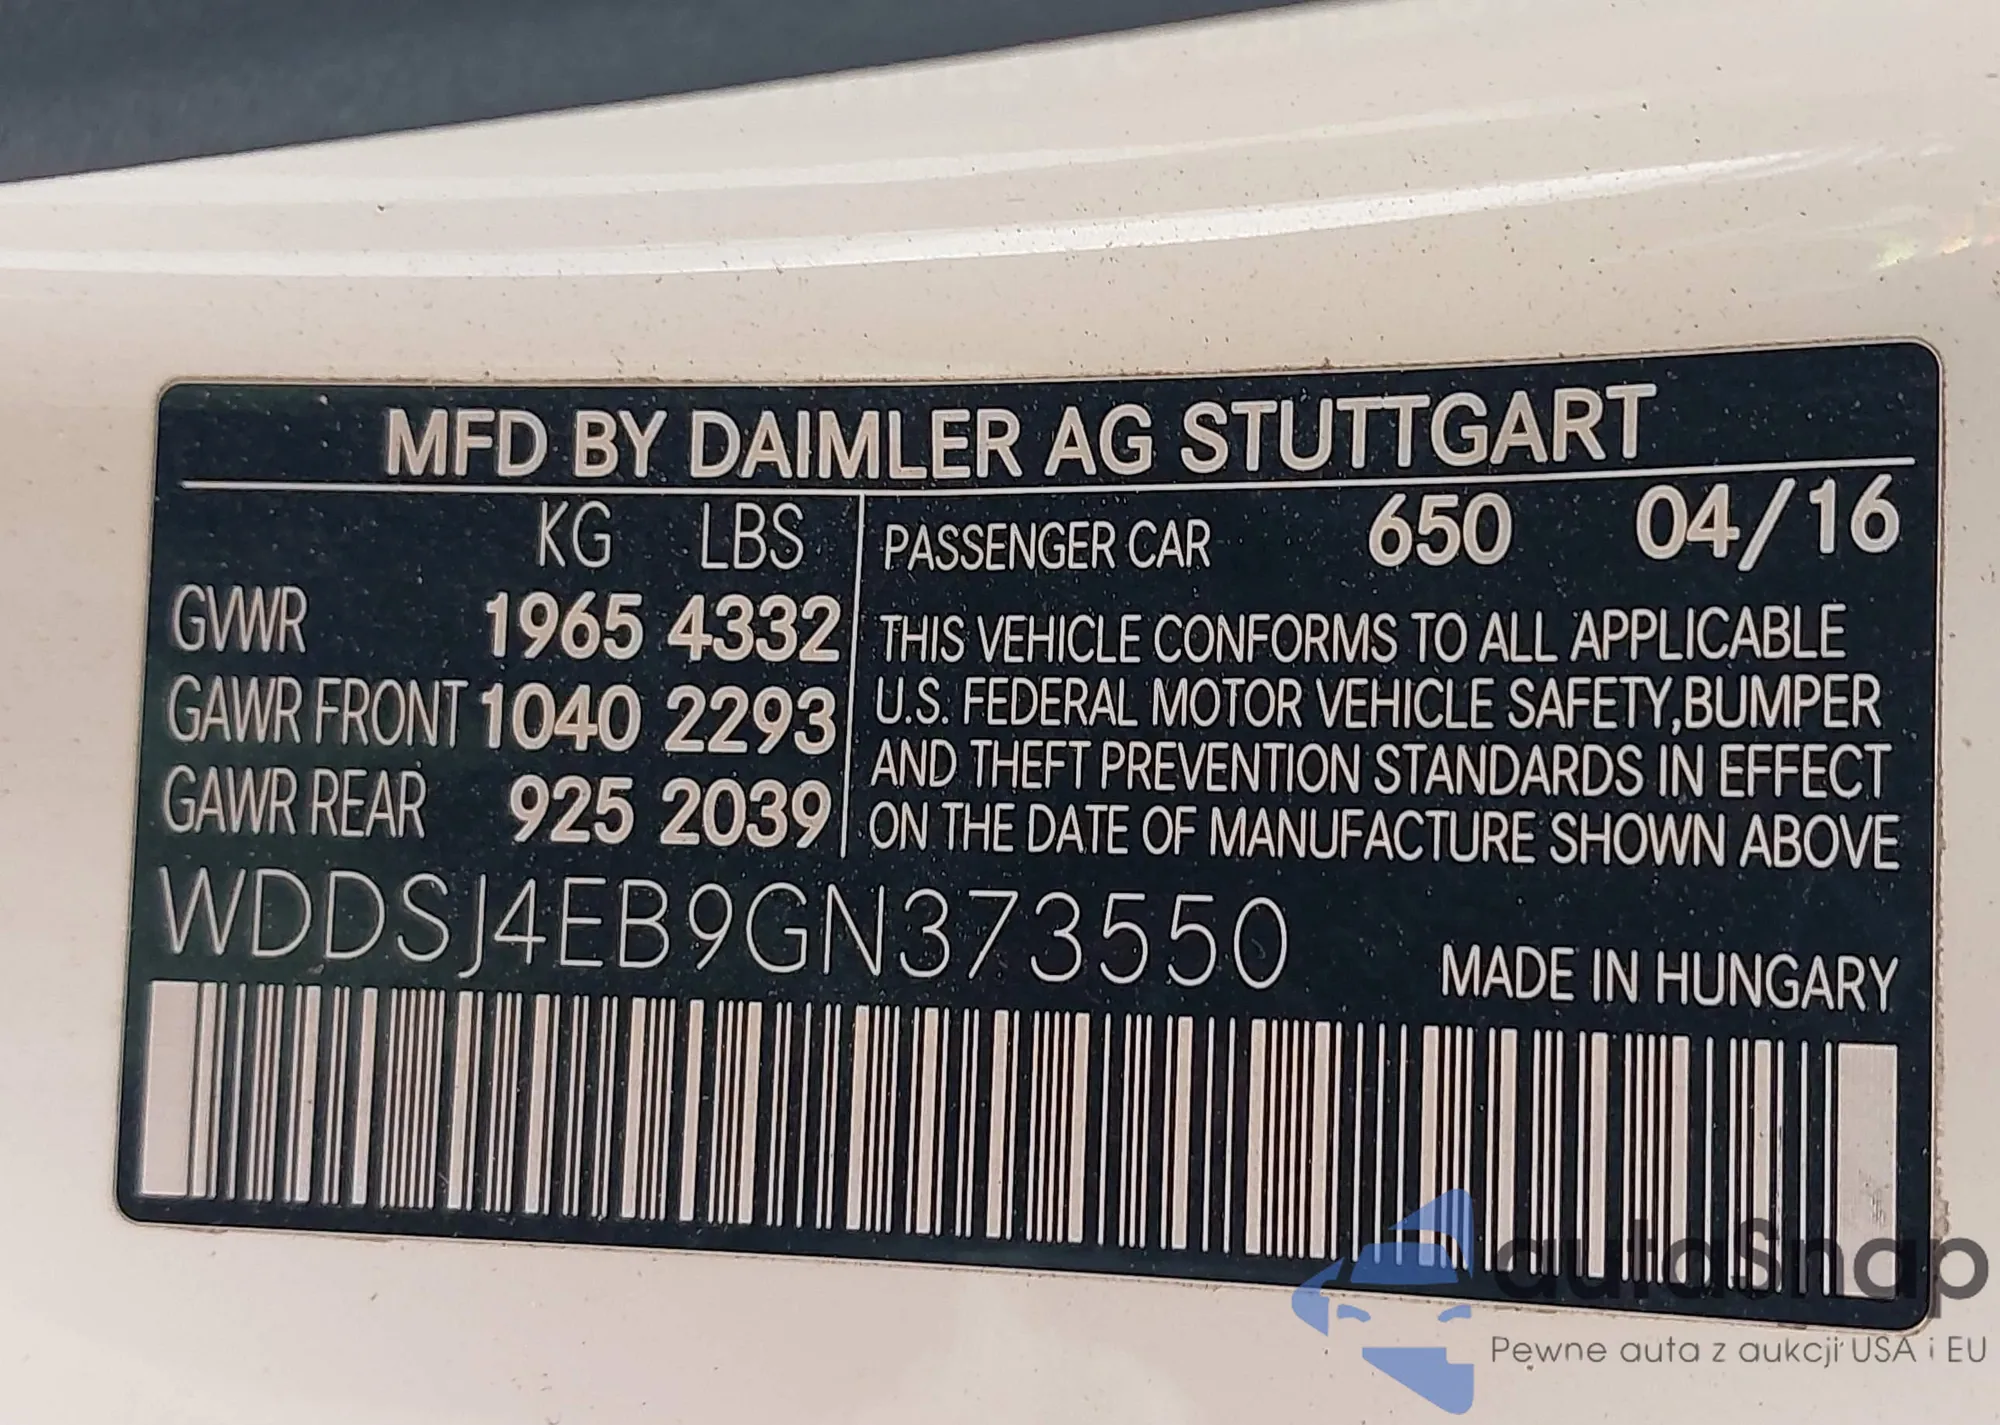 MFD BY DAIMLER AG STUTTGART
KG LBS
GVWR 1965 4332
GAWR FRONT 1040 2293
GAWR REAR 925 2039
PASSENGER CAR 650 04/16
THIS VEHICLE CONFORMS TO ALL APPLICABLE
U.S. FEDERAL MOTOR VEHICLE SAFETY,BUMPER
AND THEFT PREVENTION STANDARDS IN EFFECT
ON THE DATE OF MANUFACTURE SHOWN ABOVE
WDDSJ4EB9GN373550
MADE IN HUNGARY
autaSnap
Pewne auta z aukcji USA i EU